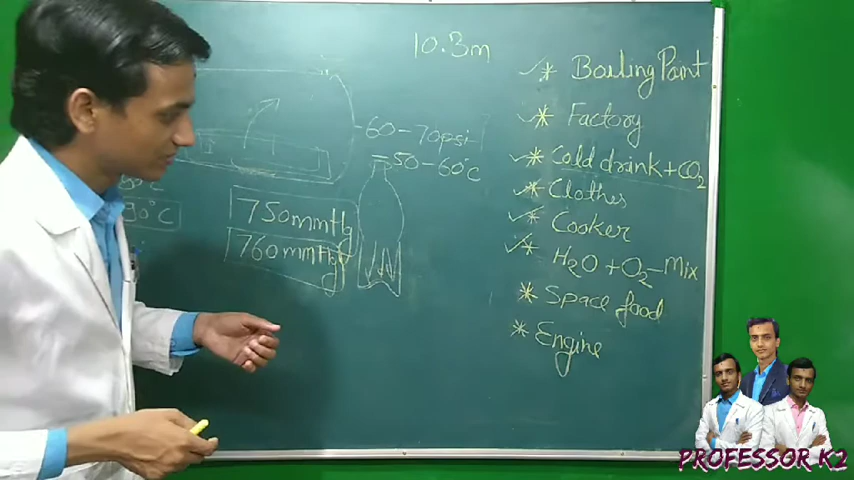 10.3m
60-70psi
50-60°C
90°C
750mmHg
760mmHg
* Boiling Point
* Factory
* Cold drink+CO2
* Clothes
* Cooker
* H2O+O2-Mix
* Space food
* Engine
PROFESSOR K2